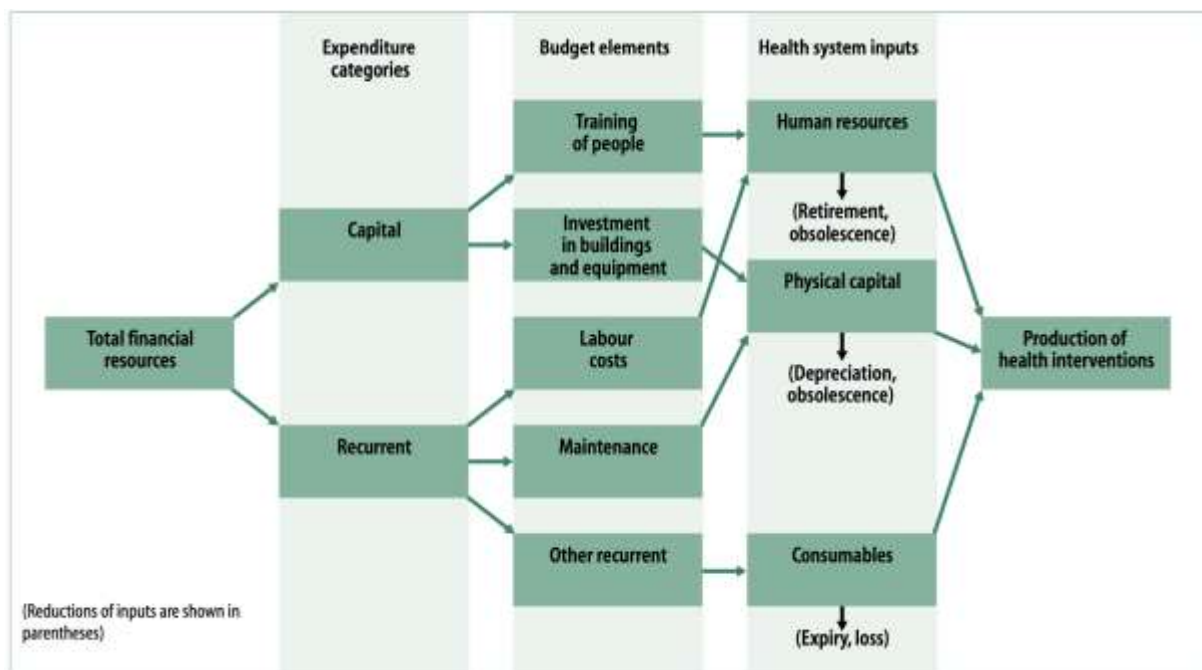 Expenditure
categories
Budget elements
Health system inputs
Training
of people
Human resources
(Retirement,
obsolescence)
Capital
Investment
in buildings
and equipment
Physical capital
Total financial
resources
Labour
costs
(Depreciation,
obsolescence)
Production of
health interventions
Recurrent
Maintenance
Other recurrent
Consumables
(Expiry, loss)
(Reductions of inputs are shown in
parentheses)